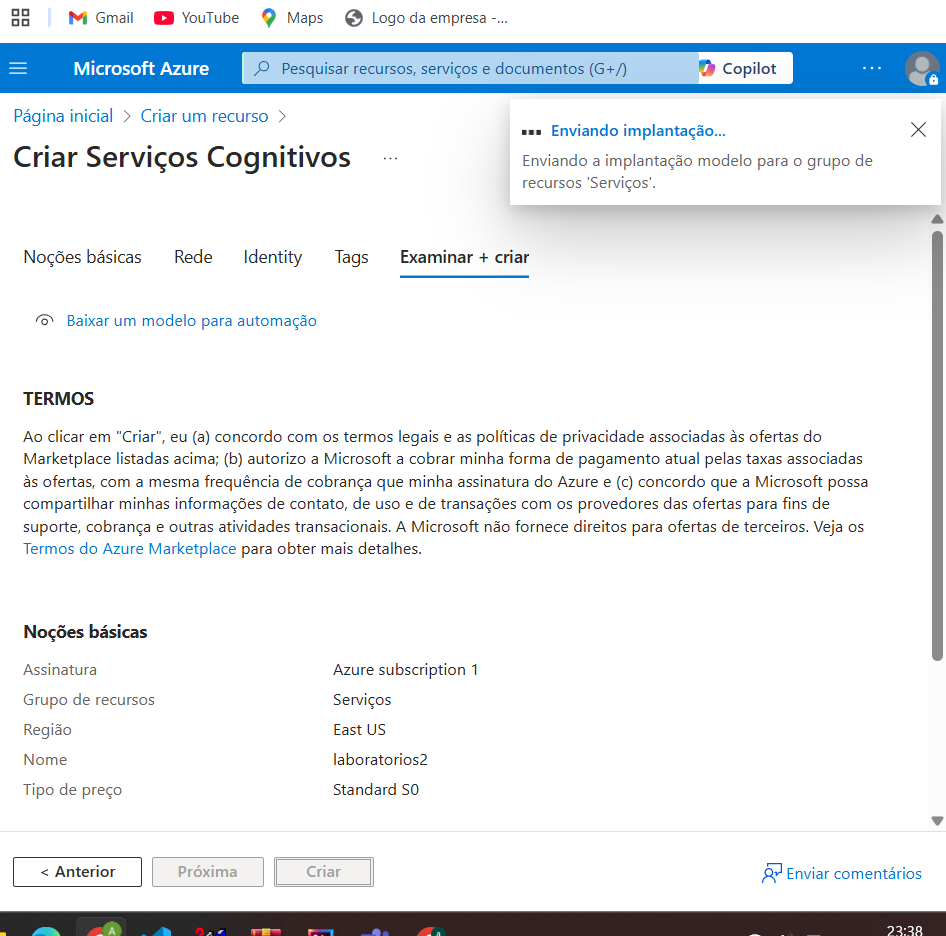 Gmail YouTube Maps Logo da empresa -...
Microsoft Azure Pesquisar recursos, serviços e documentos (G+/) Copilot ...
Página inicial > Criar um recurso >
Criar Serviços Cognitivos ...
Enviando implantação...
Enviando a implantação modelo para o grupo de
recursos 'Serviços'.
Noções básicas Rede Identity Tags Examinar + criar
Baixar um modelo para automação
TERMOS
Ao clicar em "Criar", eu (a) concordo com os termos legais e as políticas de privacidade associadas às ofertas do
Marketplace listadas acima; (b) autorizo a Microsoft a cobrar minha forma de pagamento atual pelas taxas associadas
às ofertas, com a mesma frequência de cobrança que minha assinatura do Azure e (c) concordo que a Microsoft possa
compartilhar minhas informações de contato, de uso e de transações com os provedores das ofertas para fins de
suporte, cobrança e outras atividades transacionais. A Microsoft não fornece direitos para ofertas de terceiros. Veja os
Termos do Azure Marketplace para obter mais detalhes.
Noções básicas
Assinatura Azure subscription 1
Grupo de recursos Serviços
Região East US
Nome laboratorios2
Tipo de preço Standard S0
< Anterior Próxima Criar Enviar comentários
23:38